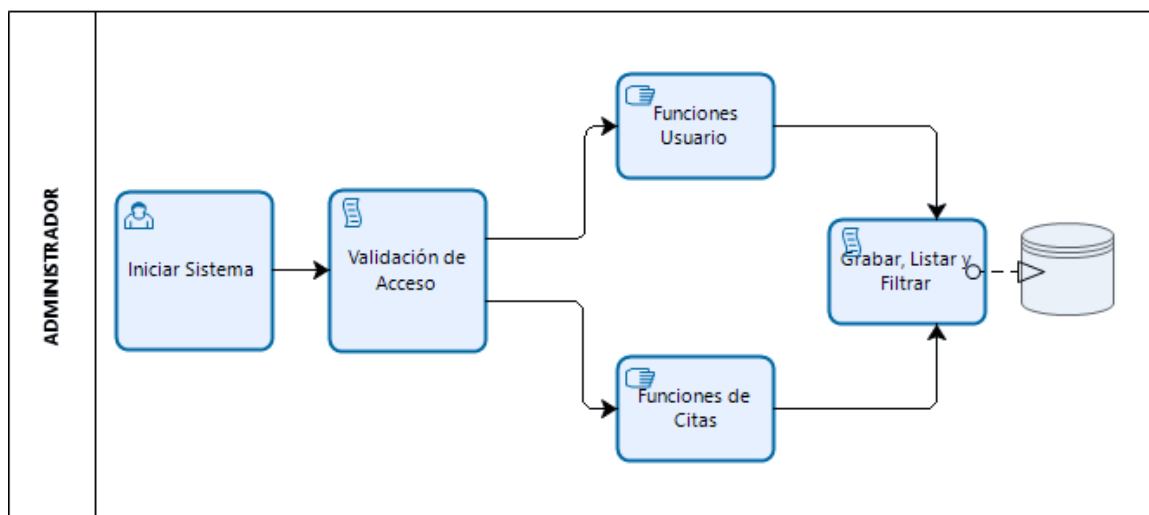 ADMINISTRADOR
Iniciar Sistema
Validación de
Acceso
Funciones
Usuario
Funciones de
Citas
Grabar, Listar y
Filtrar